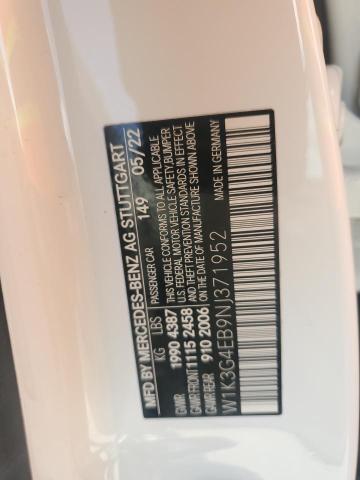 MFD BY MERCEDES-BENZ AG STUTTGART
PASSENGER CAR 149 05/22
KG LBS
GVWR 1990 4387
GAWR FRONT 1115 2458
GAWR REAR 910 2006
THIS VEHICLE CONFORMS TO ALL APPLICABLE
U.S. FEDERAL MOTOR VEHICLE SAFETY, BUMPER
AND THEFT PREVENTION STANDARDS IN EFFECT
ON THE DATE OF MANUFACTURE SHOWN ABOVE
W1K3G4EB9NJ371952 MADE IN GERMANY